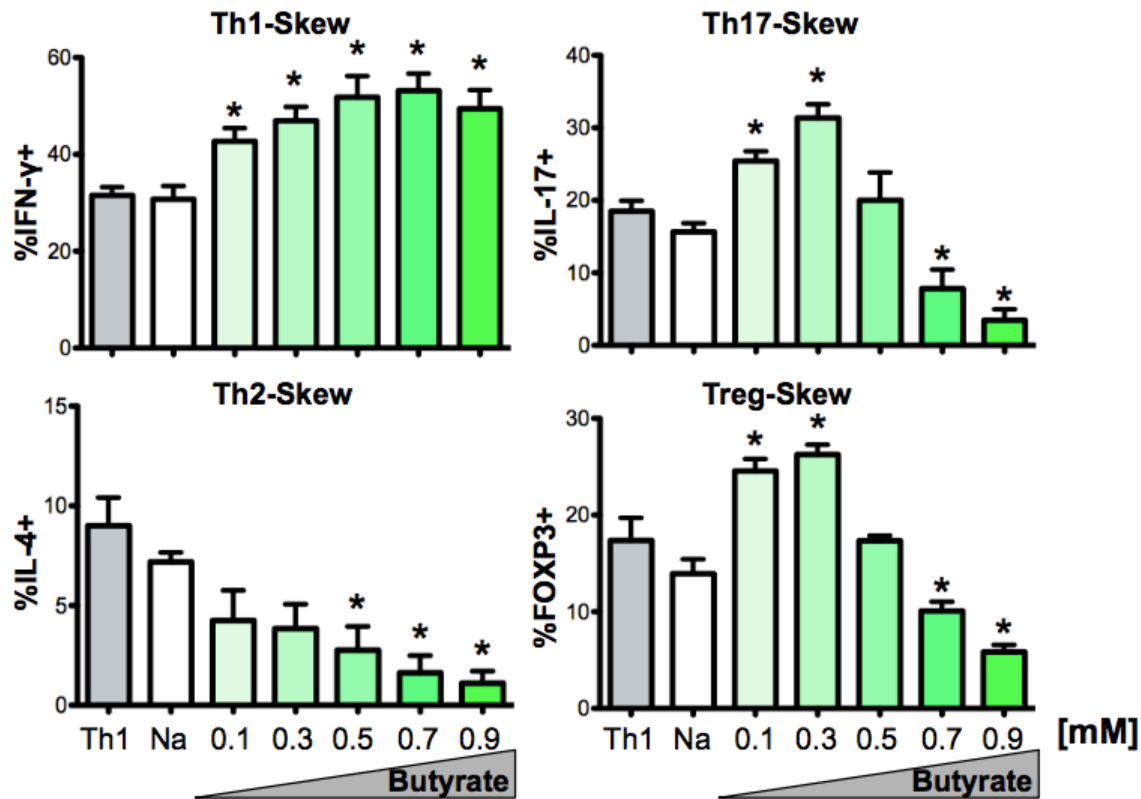 Th1-Skew
%IFN-γ+
60
40
20
0
* * * * *
Th17-Skew
%IL-17+
40
30
20
10
0
* * * *
Th2-Skew
%IL-4+
15
10
5
0
* * *
Th1 Na 0.1 0.3 0.5 0.7 0.9
Butyrate
Treg-Skew
%FOXP3+
30
20
10
0
* * * *
Th1 Na 0.1 0.3 0.5 0.7 0.9 [mM]
Butyrate